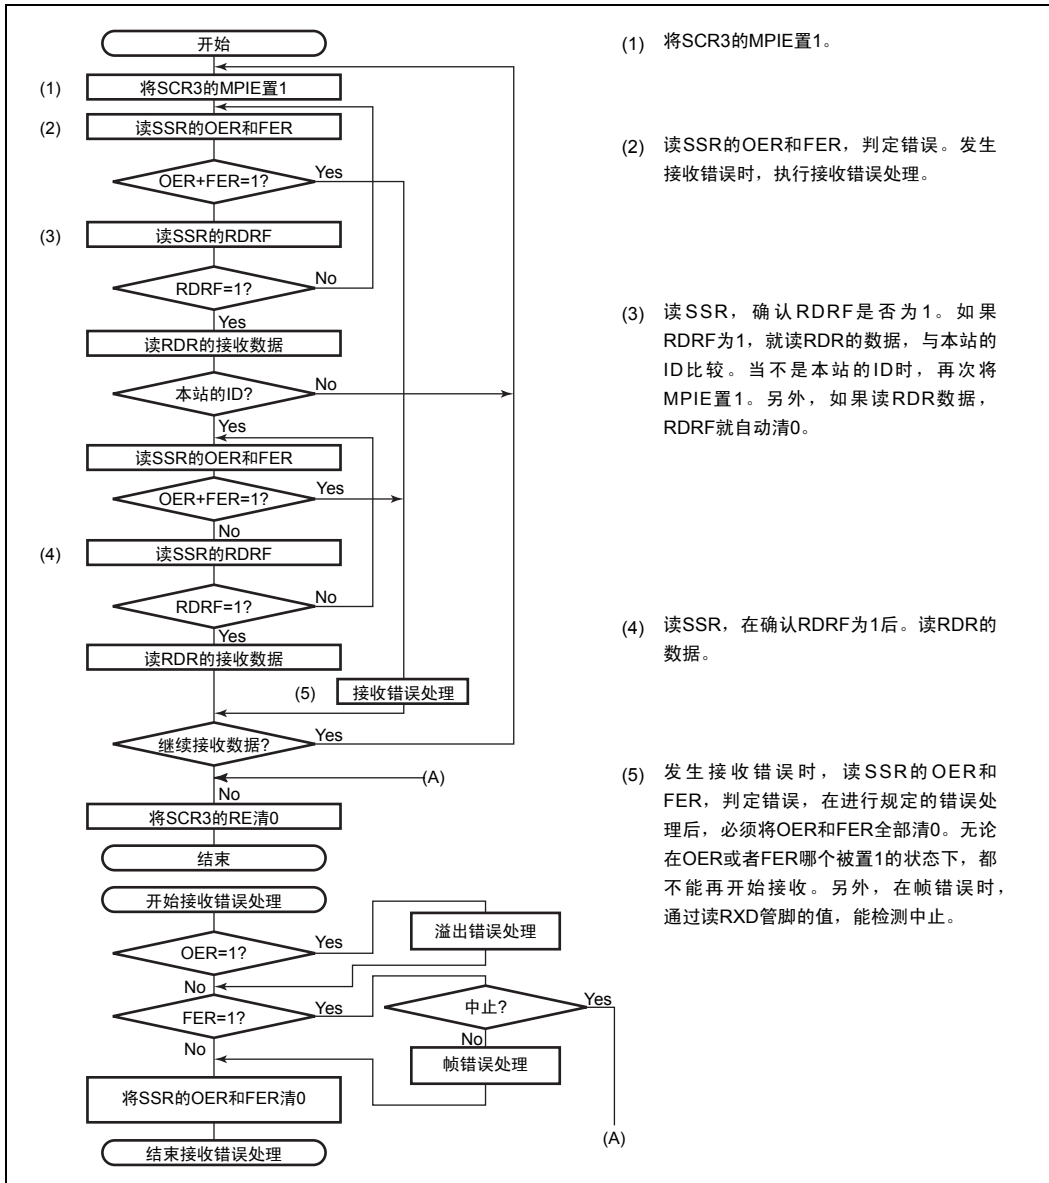 开始
(1) 将SCR3的MPIE置1
(2) 读SSR的OER和FER
OER+FER=1?
Yes
(3) 读SSR的RDRF
RDRF=1?
No
Yes
读RDR的接收数据
本站的ID?
No
Yes
读SSR的OER和FER
OER+FER=1?
Yes
No
(4) 读SSR的RDRF
RDRF=1?
No
Yes
读RDR的接收数据
(5) 接收错误处理
继续接收数据?
Yes
(A)
No
将SCR3的RE清0
结束
开始接收错误处理
OER=1?
Yes
溢出错误处理
No
FER=1?
Yes
中止?
Yes
No
No
帧错误处理
将SSR的OER和FER清0
(A)
结束接收错误处理
(1) 将SCR3的MPIE置1。
(2) 读SSR的OER和FER，判定错误。发生
接收错误时，执行接收错误处理。
(3) 读SSR，确认RDRF是否为1。如果
RDRF为1，就读RDR的数据，与本站的
ID比较。当不是本站的ID时，再次将
MPIE置1。另外，如果读RDR数据，
RDRF就自动清0。
(4) 读SSR，在确认RDRF为1后。读RDR的
数据。
(5) 发生接收错误时，读SSR的OER和
FER，判定错误，在进行规定的错误处
理后，必须将OER和FER全部清0。无论
在OER或者FER哪个被置1的状态下，都
不能再开始接收。另外，在帧错误时，
通过读RXD管脚的值，能检测中止。